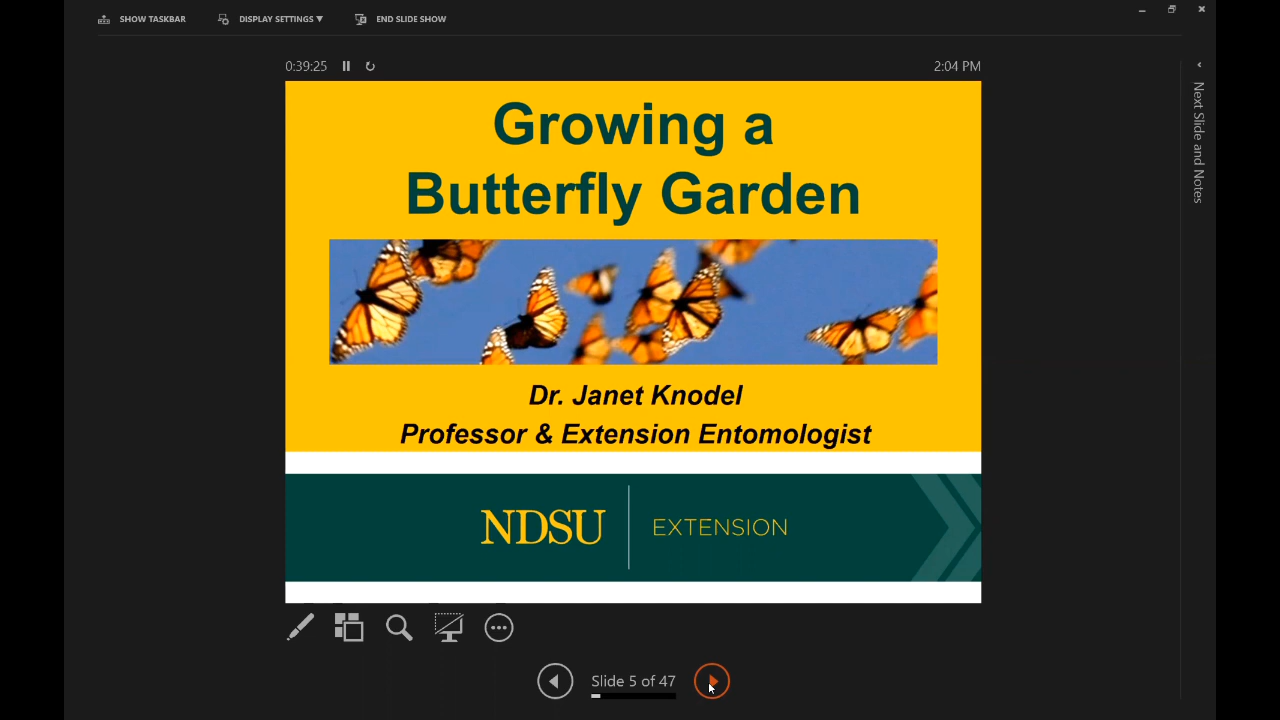 SHOW TASKBAR
DISPLAY SETTINGS ▼
END SLIDE SHOW
0:39:25
2:04 PM
Next Slide and Notes
Growing a
Butterfly Garden
Dr. Janet Knodel
Professor & Extension Entomologist
NDSU
EXTENSION
Slide 5 of 47